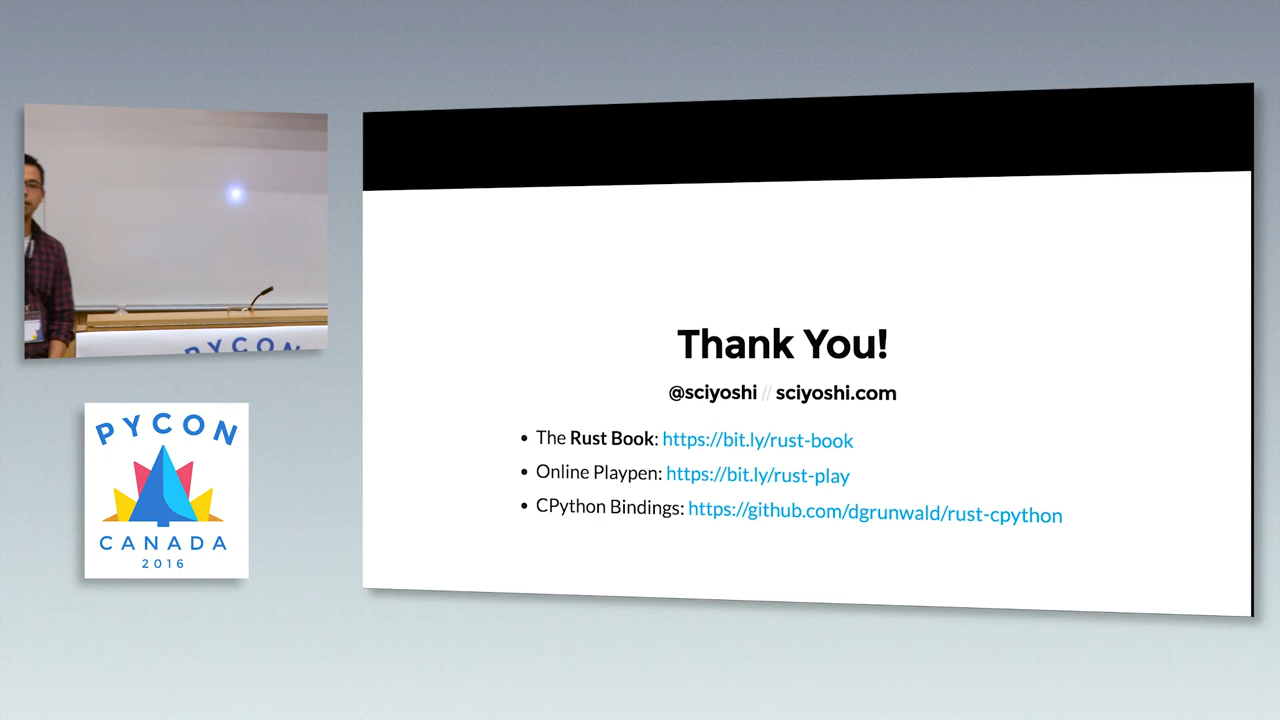 PYCON
PYCON
CANADA
2016
Thank You!
@sciyoshi // sciyoshi.com
• The Rust Book: https://bit.ly/rust-book
• Online Playpen: https://bit.ly/rust-play
• CPython Bindings: https://github.com/dgrunwald/rust-cpython